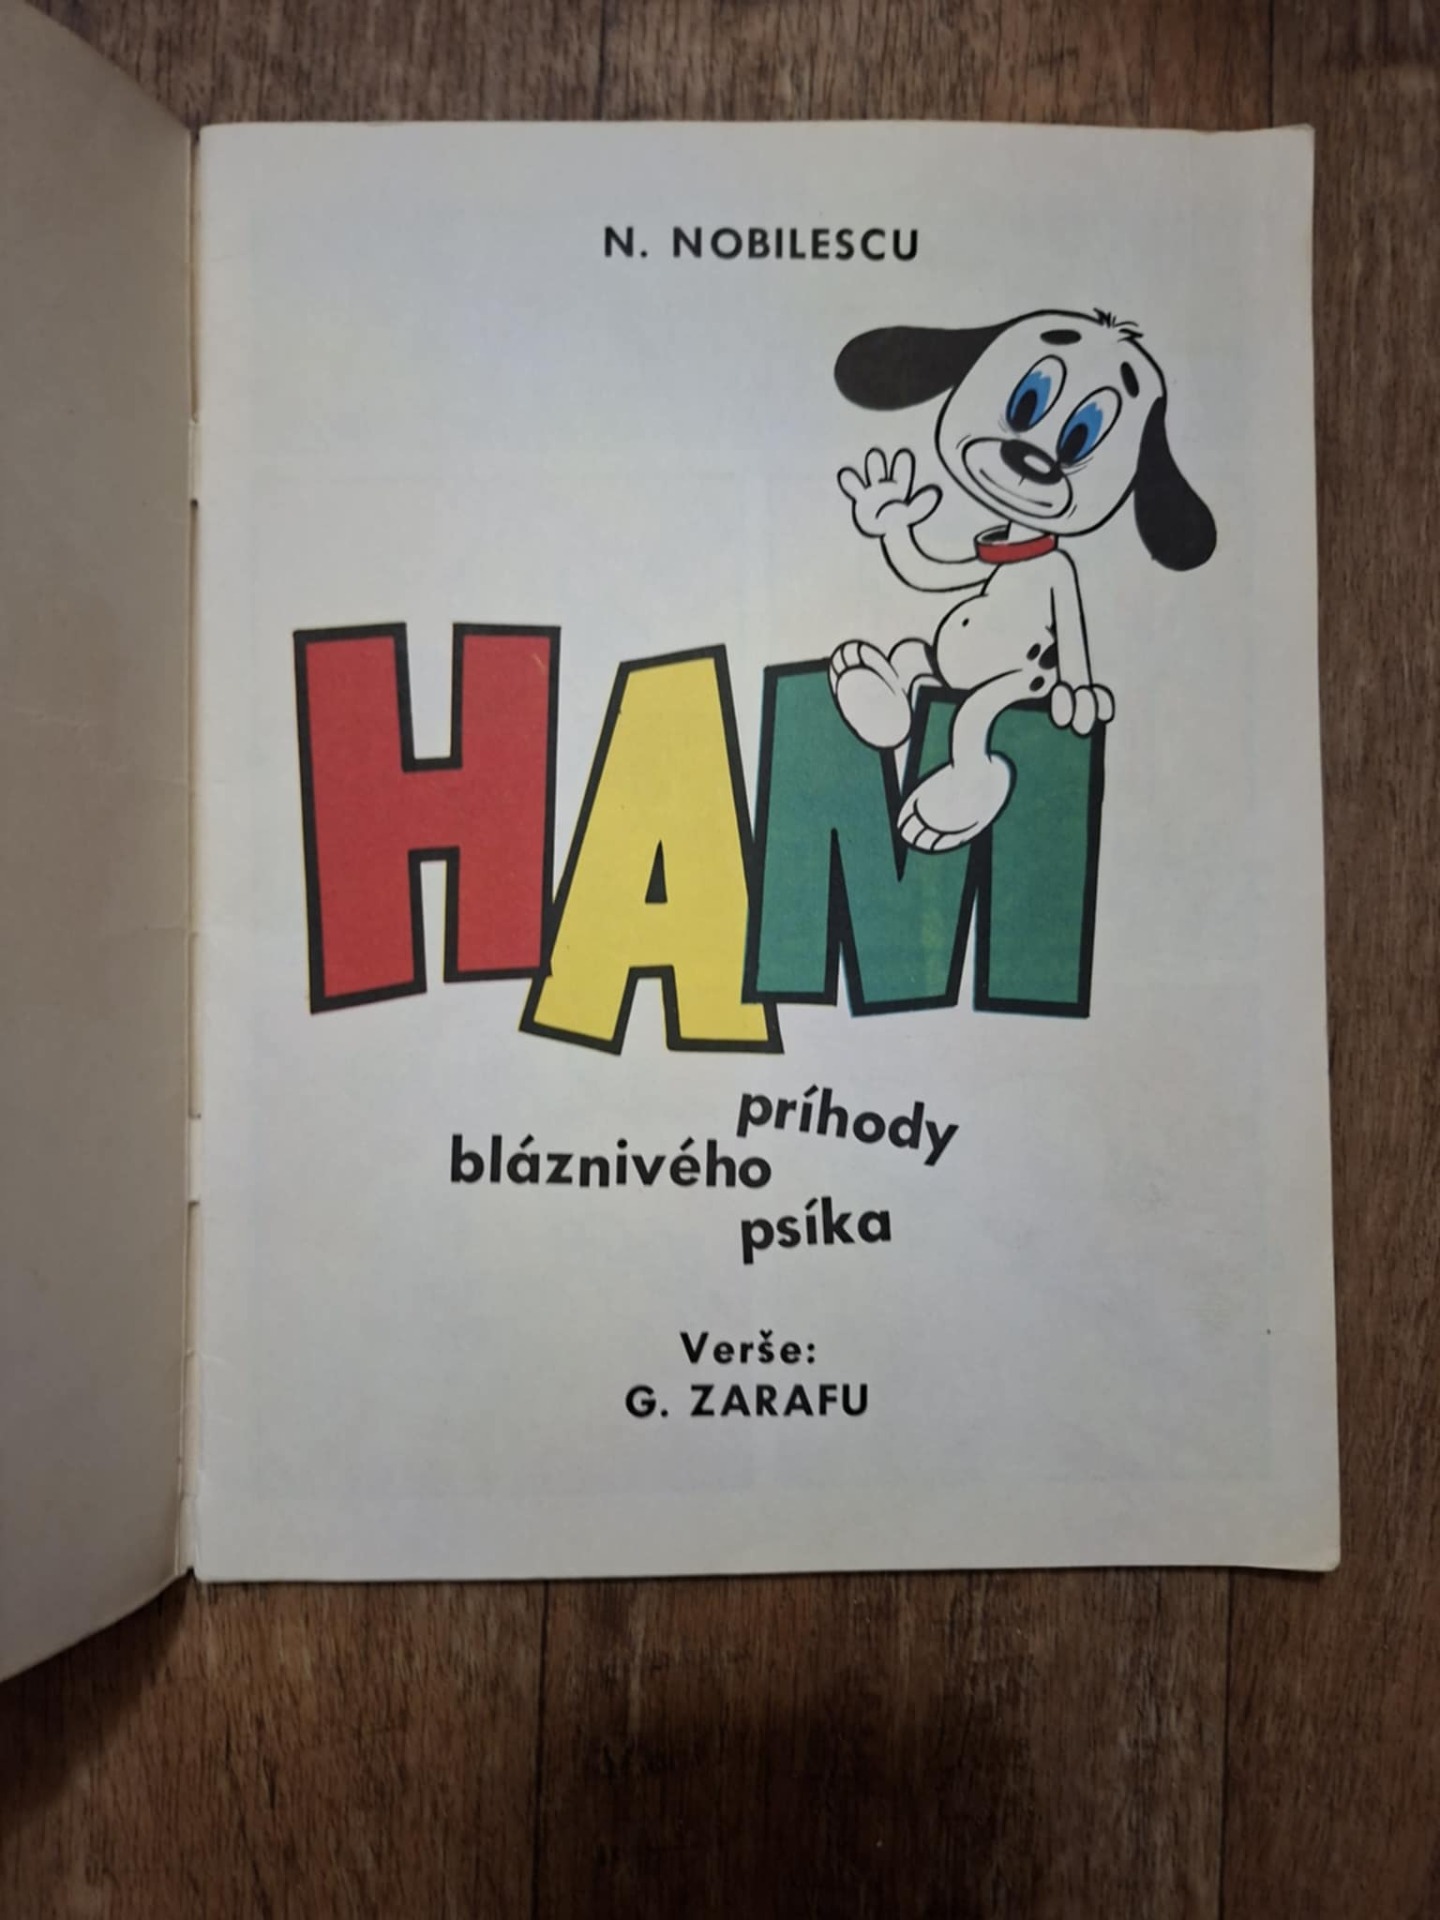 N. NOBILESCU
HAM
príhody
bláznivého
psíka
Verše:
G. ZARAFU